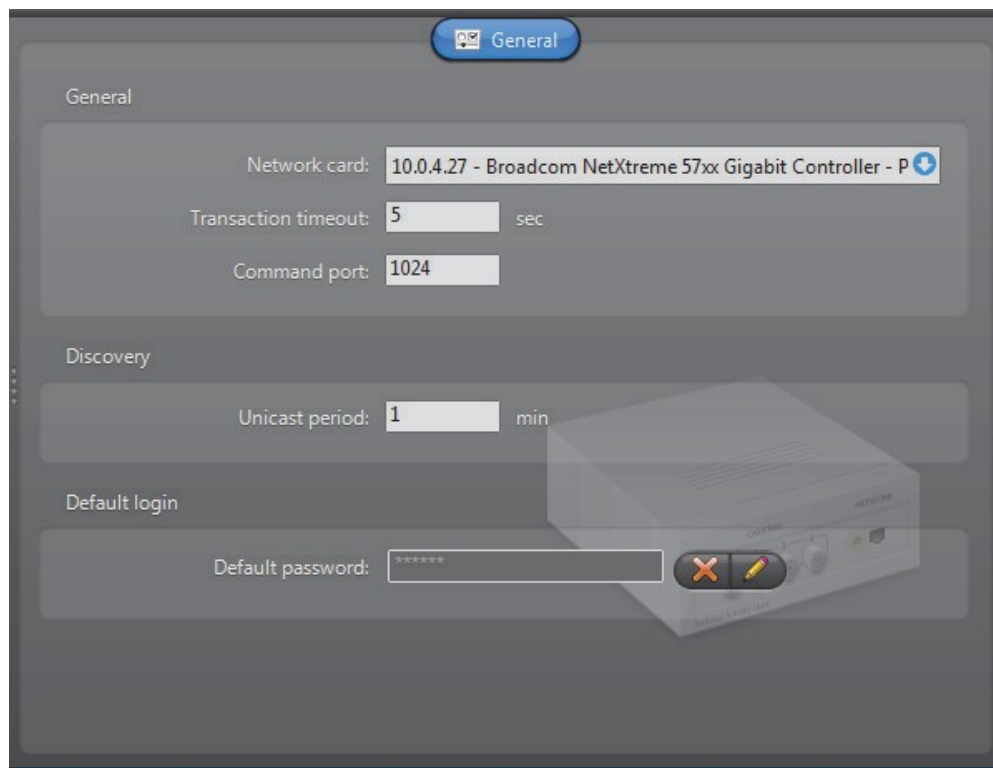 General
General
Network card: 10.0.4.27 - Broadcom NetXtreme 57xx Gigabit Controller - P
Transaction timeout: 5 sec
Command port: 1024
Discovery
Unicast period: 1 min
Default login
Default password: ******
NETWORK